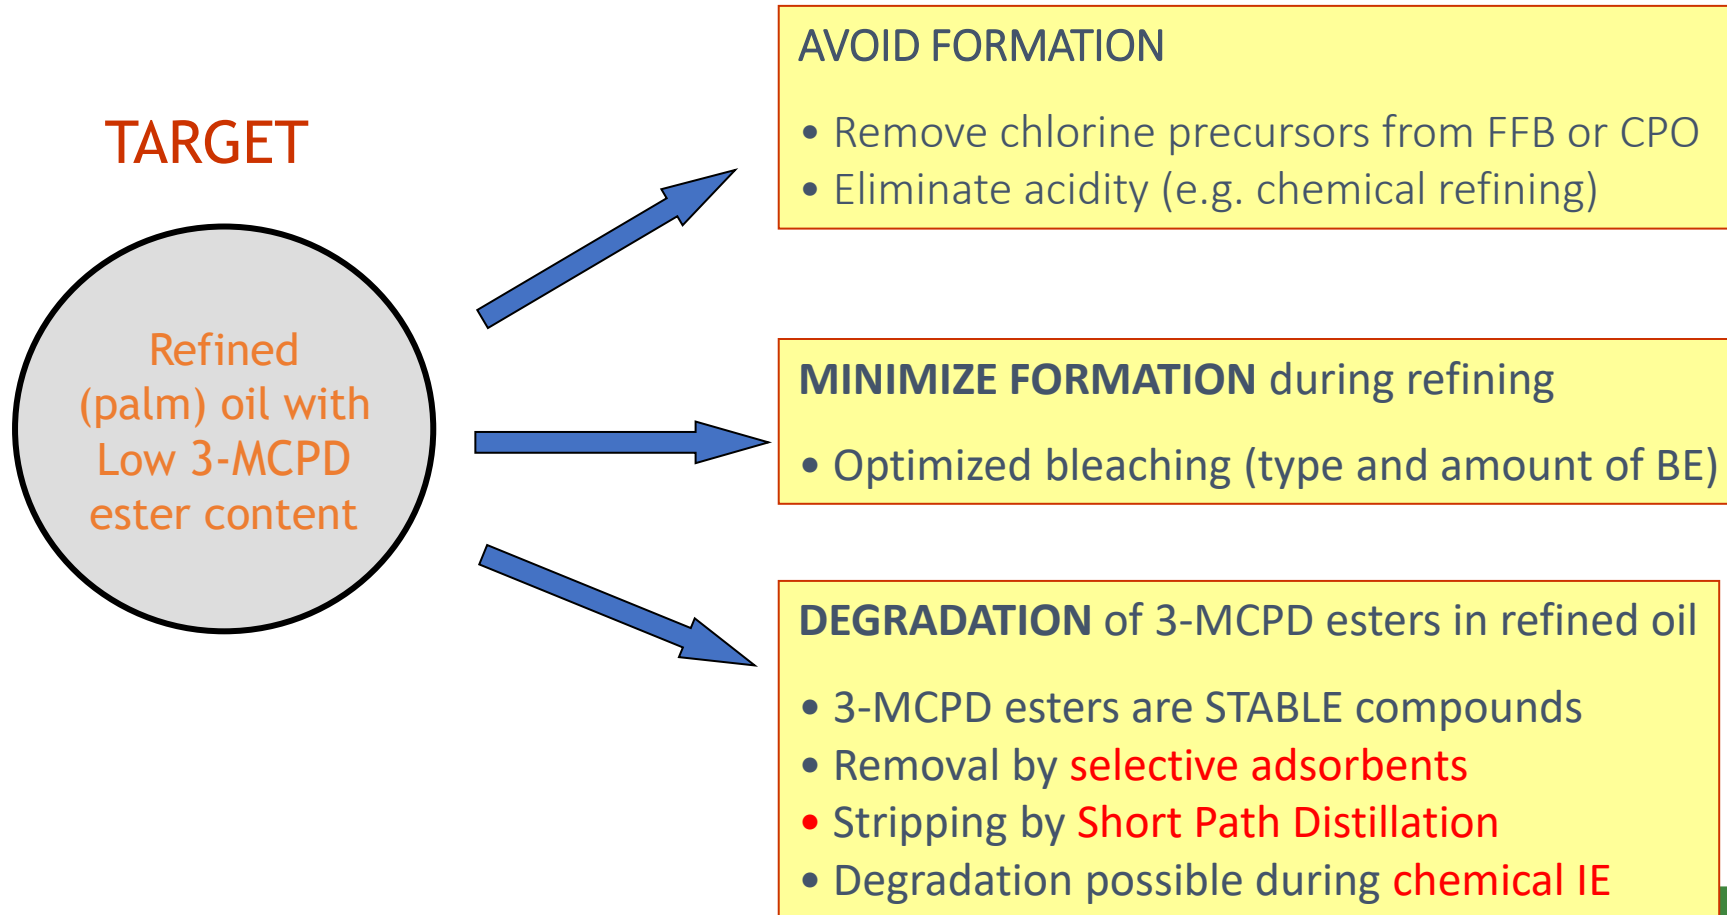 TARGET
Refined
(palm) oil with
Low 3-MCPD
ester content
AVOID FORMATION
• Remove chlorine precursors from FFB or CPO
• Eliminate acidity (e.g. chemical refining)
MINIMIZE FORMATION during refining
• Optimized bleaching (type and amount of BE)
DEGRADATION of 3-MCPD esters in refined oil
• 3-MCPD esters are STABLE compounds
• Removal by selective adsorbents
• Stripping by Short Path Distillation
• Degradation possible during chemical IE